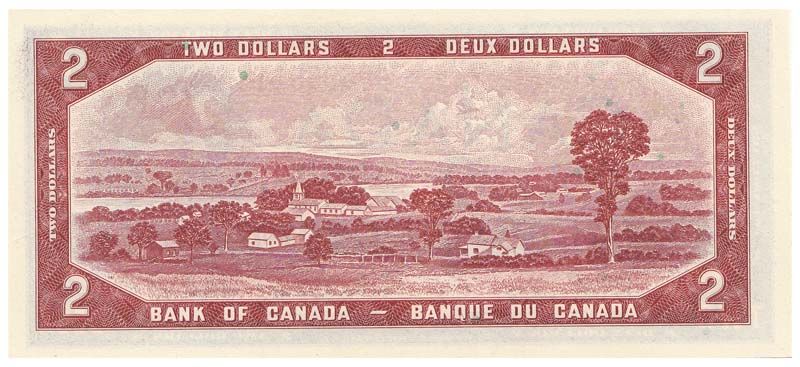 TWO DOLLARS 2 DEUX DOLLARS
2 2
TWO DOLLARS
DEUX DOLLARS
2 2
BANK OF CANADA — BANQUE DU CANADA